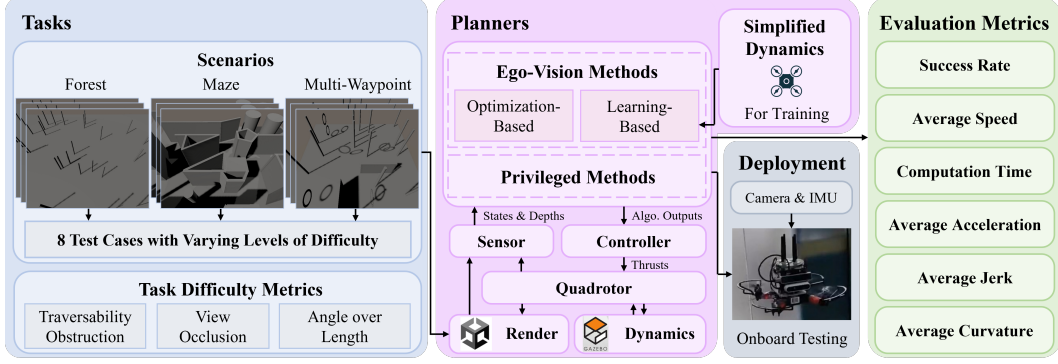 Tasks
Scenarios
Forest
Maze
Multi-Waypoint
8 Test Cases with Varying Levels of Difficulty
Task Difficulty Metrics
Traversability
Obstruction
View
Occlusion
Angle over
Length
Planners
Ego-Vision Methods
Optimization-
Based
Learning-
Based
Privileged Methods
States & Depths
Algo. Outputs
Sensor
Controller
Thrusts
Quadrotor
Render
GAZEBO
Dynamics
Simplified
Dynamics
For Training
Deployment
Camera & IMU
Onboard Testing
Evaluation Metrics
Success Rate
Average Speed
Computation Time
Average Acceleration
Average Jerk
Average Curvature